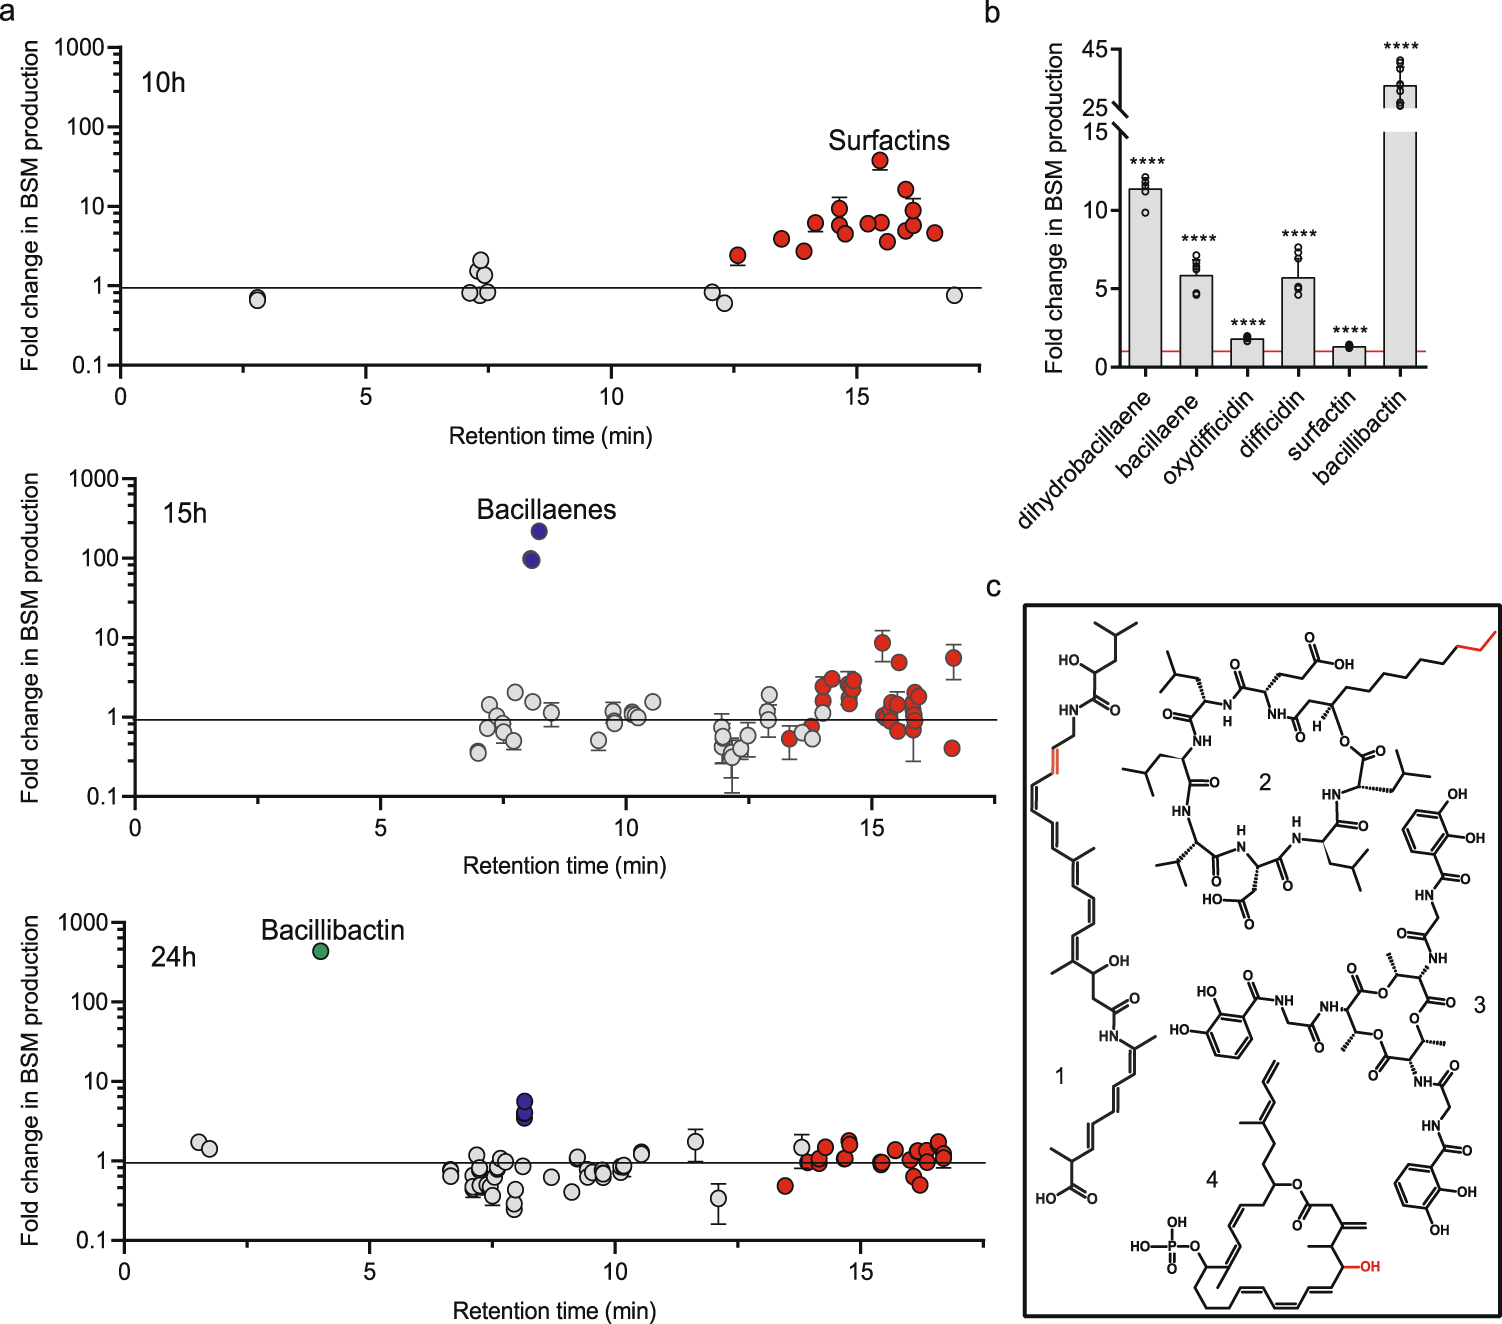 a
Fold change in BSM production
1000
100
10
1
0.1
10h
Surfactins
0
5
10
15
Retention time (min)
Fold change in BSM production
1000
100
10
1
0.1
15h
Bacillaenes
0
5
10
15
Retention time (min)
Fold change in BSM production
1000
100
10
1
0.1
24h
Bacillibactin
0
5
10
15
Retention time (min)
b
Fold change in BSM production
45
25
15
10
5
0
****
****
****
****
****
****
dihydrobacillaene
bacillaene
oxydifficidin
difficidin
surfactin
bacillibactin
c
HO
O
NH
OH
O
HN
HO
O
1
O
OH
O
N
H
O
NH
O
H
O
O
O
NH
O
HN
H
N
O
HN
O
H
N
O
HO
O
O
2
OH
OH
O
HN
O
NH
O
O
O
O
O
O
O
NH
HN
O
O
HO
HO
NH
O
HN
O
OH
OH
3
4
O
O
OH
HO
P
O
O
OH